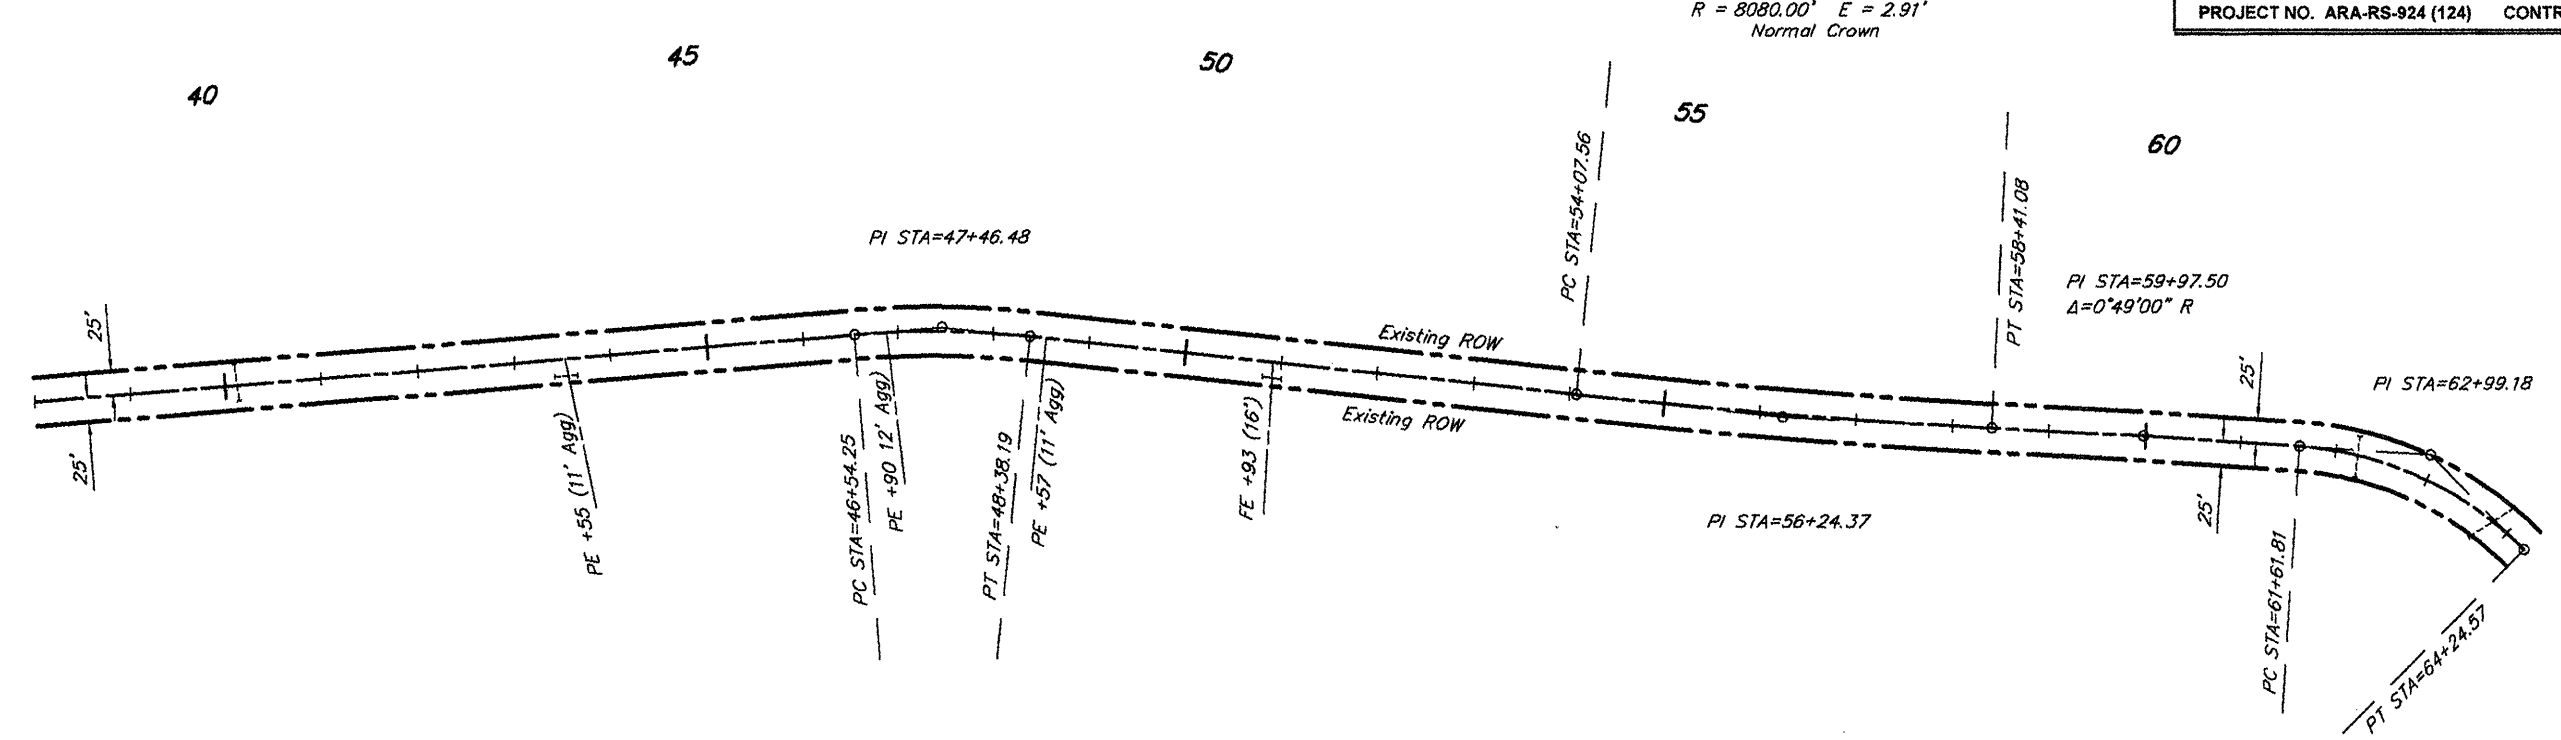 R = 8080.00' E = 2.91'
Normal Crown
PROJECT NO. ARA-RS-924 (124) CONTR
40
45
50
55
60
PI STA=47+46.48
PC STA=54+07.56
PT STA=58+41.08
PI STA=59+97.50
Δ=0°49'00" R
25'
25'
Existing ROW
Existing ROW
25'
25'
PI STA=62+99.18
PE +55 (11' Agg)
PC STA=46+54.25
PE +90 12' Agg)
PT STA=48+38.19
PE +57 (11' Agg)
FE +93 (16')
PI STA=56+24.37
PC STA=61+61.81
PT STA=64+24.57